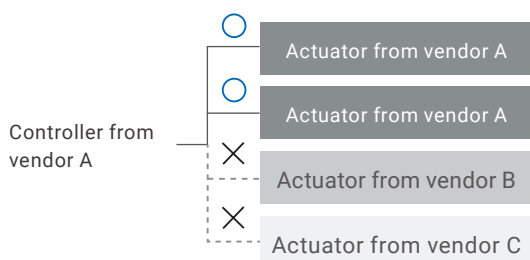 Actuator from vendor A
Actuator from vendor A
Controller from
vendor A
Actuator from vendor B
Actuator from vendor C